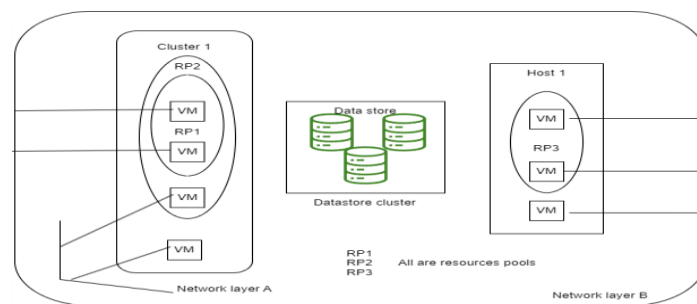 Cluster 1
RP2
VM
RP1
VM
VM
VM
Network layer A
Data store
Datastore cluster
RP1
RP2 All are resources pools
RP3
Host 1
VM
RP3
VM
VM
Network layer B